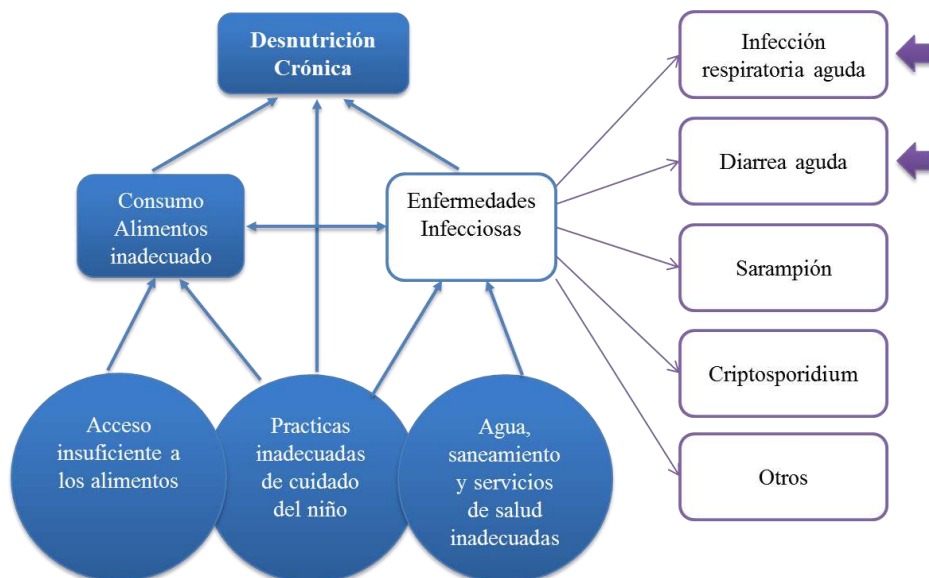 Desnutrición
Crónica
Consumo
Alimentos
inadecuado
Enfermedades
Infecciosas
Acceso
insuficiente a
los alimentos
Practicas
inadecuadas
de cuidado
del niño
Agua,
saneamiento
y servicios
de salud
inadecuadas
Infección
respiratoria aguda
Diarrea aguda
Sarampión
Criptosporidium
Otros